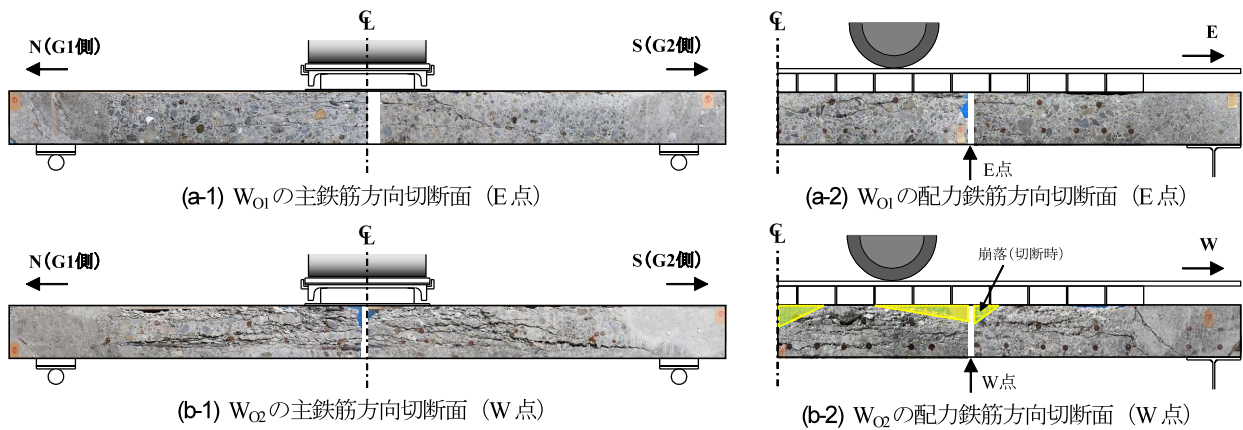 ℄
N（G1側）
S（G2側）
(a-1) WO1の主鉄筋方向切断面（E点）
℄
E
E点
(a-2) WO1の配力鉄筋方向切断面（E点）
℄
N（G1側）
S（G2側）
(b-1) WO2の主鉄筋方向切断面（W点）
℄
W
崩落（切断時）
W点
(b-2) WO2の配力鉄筋方向切断面（W点）